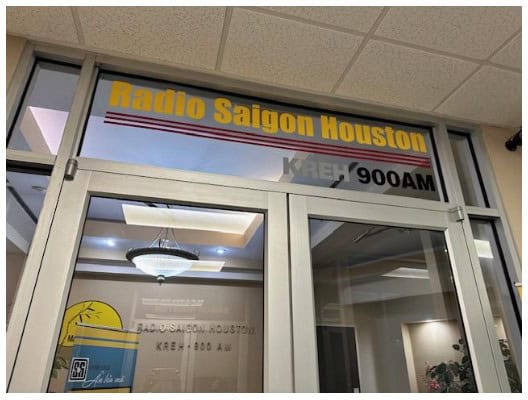 Radio Saigon Houston
KREH 900AM
RADIO SAIGON HOUSTON
KREH - 900 AM